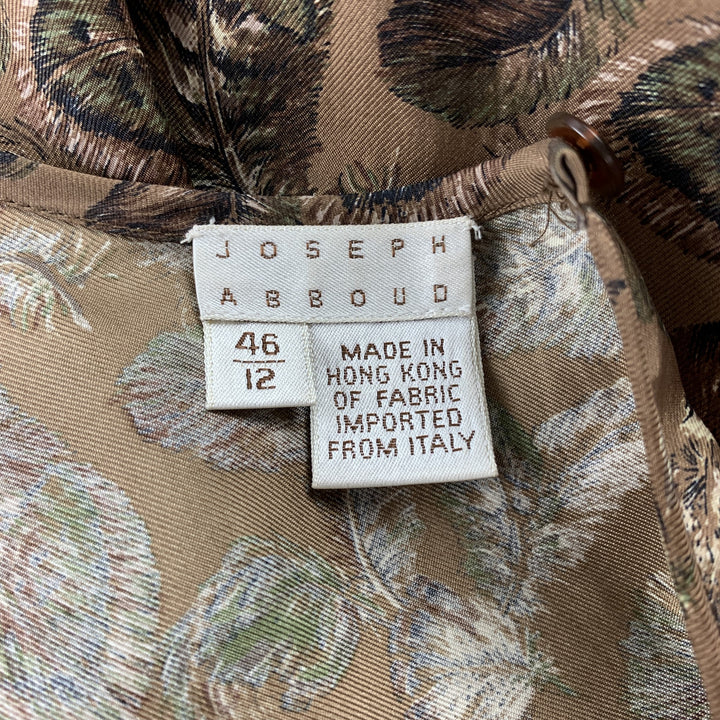 JOSEPH
ABBOUD
46
12
MADE IN
HONG KONG
OF FABRIC
IMPORTED
FROM ITALY